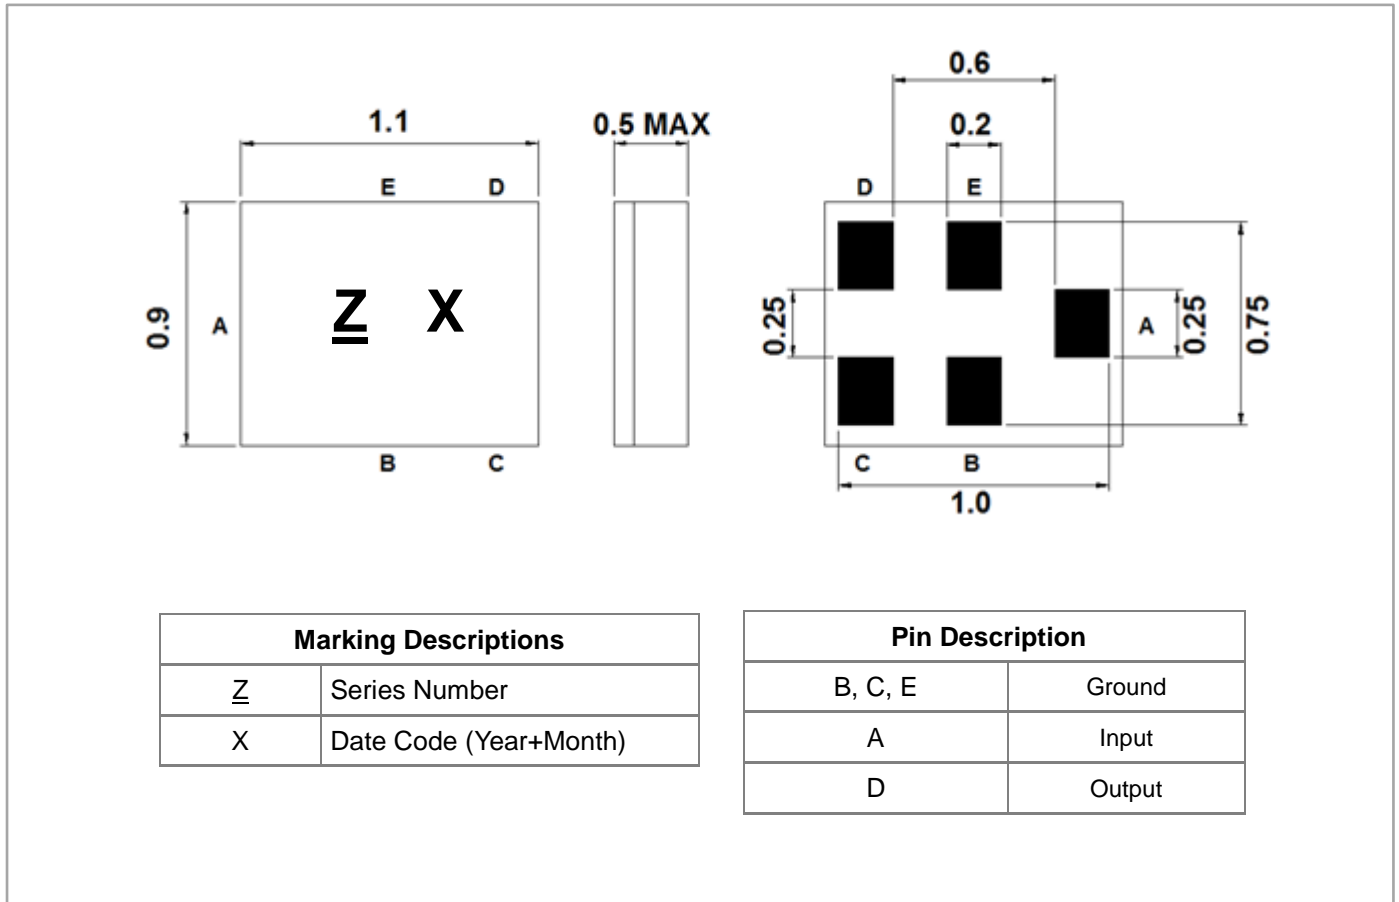 0.6
1.1
0.5 MAX
0.2
E D
D E
0.9
A
Z X
0.25
A
0.25
0.75
B C
C B
1.0
Marking Descriptions
Z Series Number
X Date Code (Year+Month)
Pin Description
B, C, E Ground
A Input
D Output